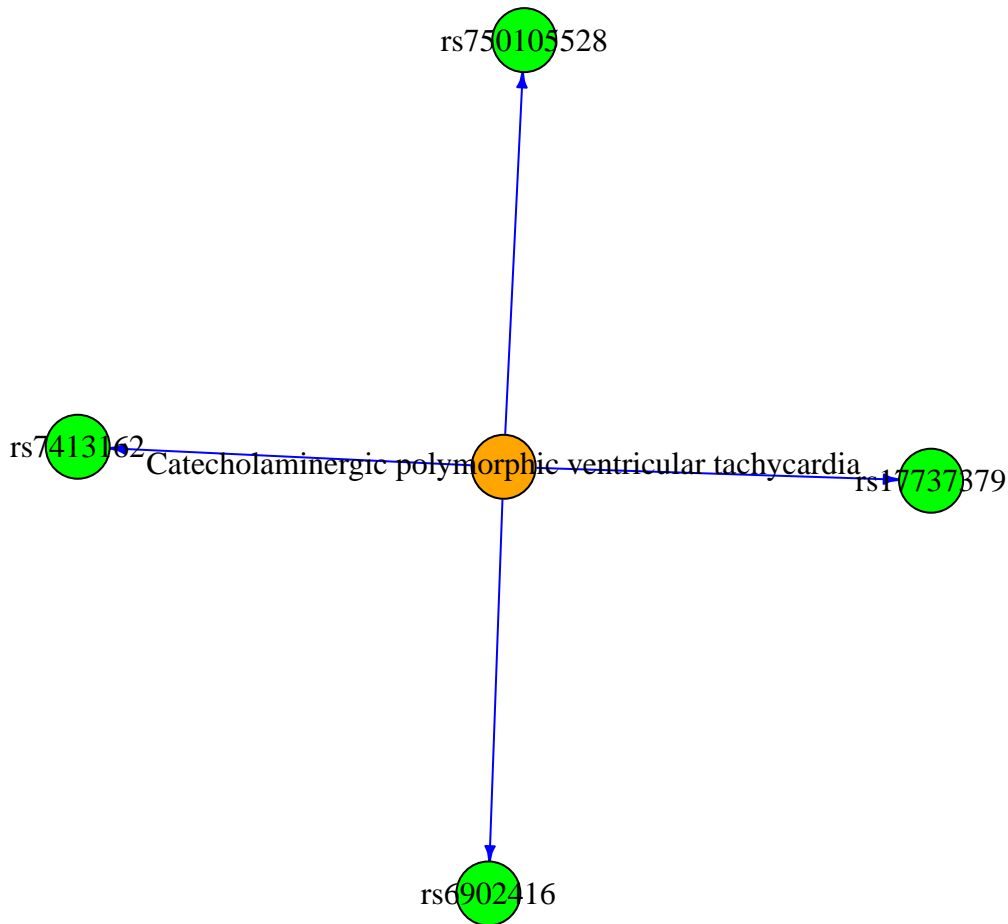 rs750105528
rs7413162
Catecholaminergic polymorphic ventricular tachycardia
rs17737379
rs6902416